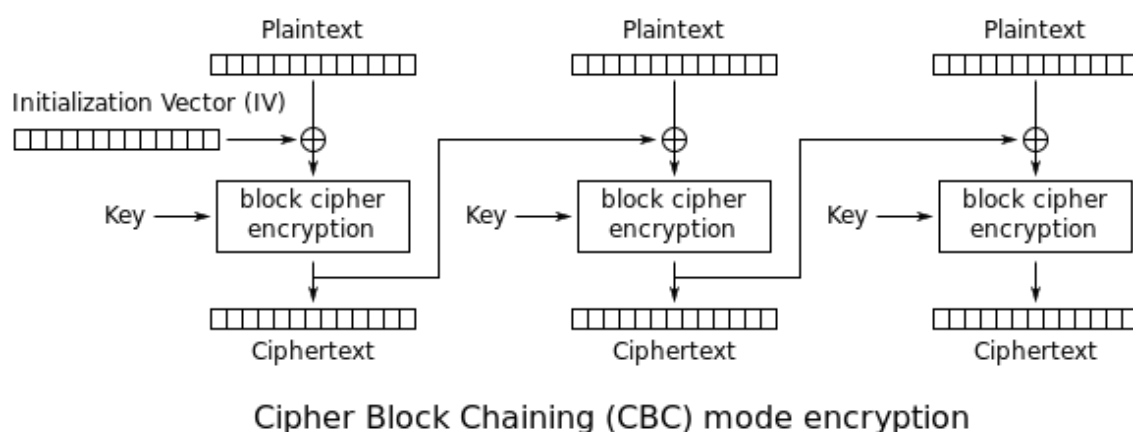 Plaintext
Plaintext
Plaintext
Initialization Vector (IV)
Key
block cipher
encryption
Key
block cipher
encryption
Key
block cipher
encryption
Ciphertext
Ciphertext
Ciphertext
Cipher Block Chaining (CBC) mode encryption